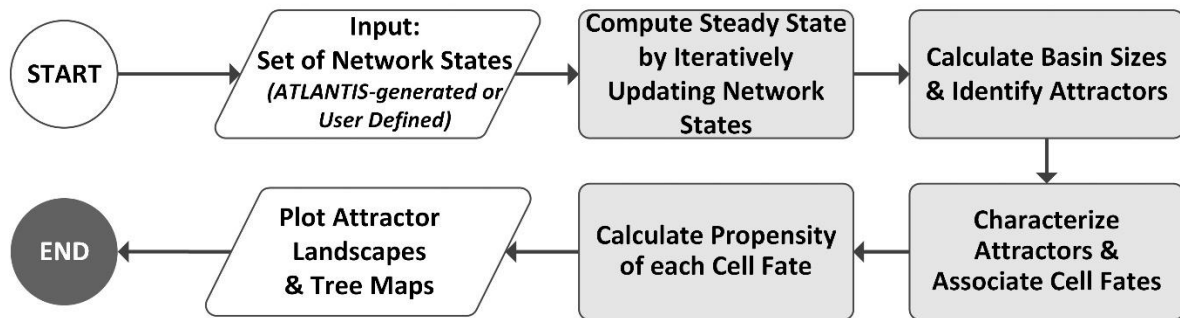 START
Input:
Set of Network States
(ATLANTIS-generated or
User Defined)
Compute Steady State
by Iteratively
Updating Network
States
Calculate Basin Sizes
& Identify Attractors
Characterize
Attractors &
Associate Cell Fates
Calculate Propensity
of each Cell Fate
Plot Attractor
Landscapes
& Tree Maps
END